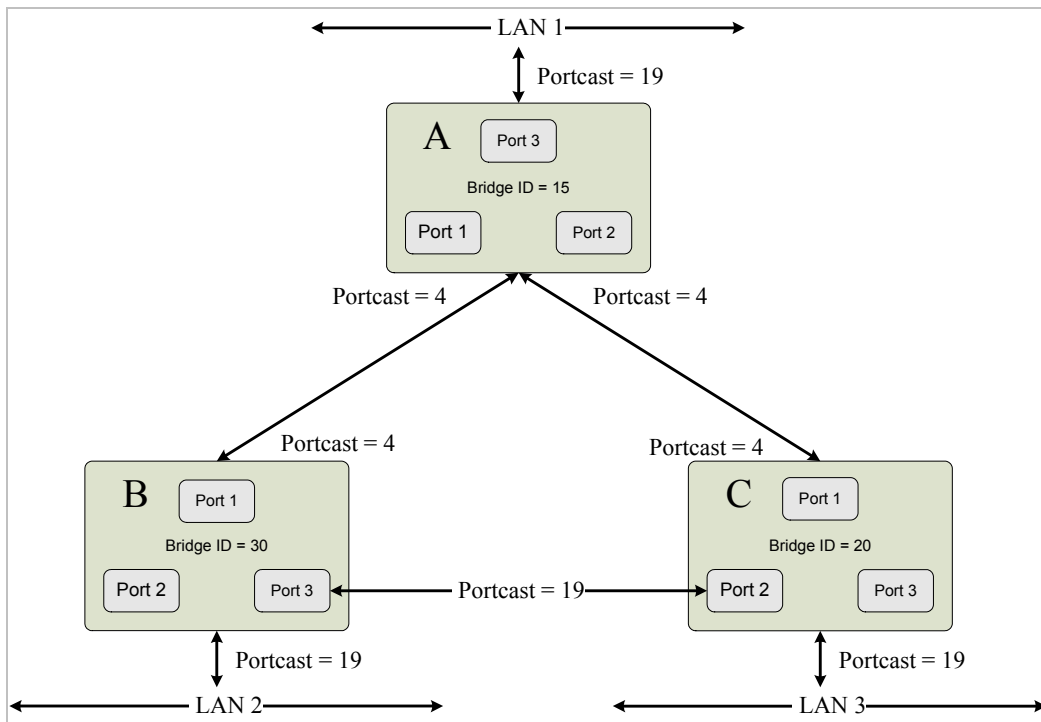 LAN 1
Portcast = 19
A
Port 3
Bridge ID = 15
Port 1
Port 2
Portcast = 4
Portcast = 4
Portcast = 4
Portcast = 4
B
Port 1
Bridge ID = 30
Port 2
Port 3
C
Port 1
Bridge ID = 20
Port 2
Port 3
Portcast = 19
Portcast = 19
Portcast = 19
LAN 2
LAN 3